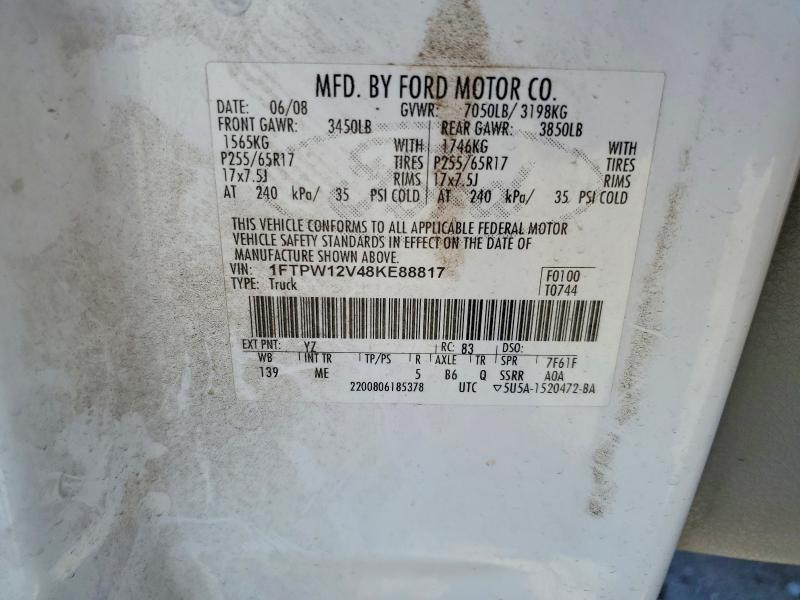 MFD. BY FORD MOTOR CO.
DATE: 06/08 GVWR: 7050LB/ 3198KG
FRONT GAWR: 3450LB REAR GAWR: 3850LB
1565KG WITH 1746KG WITH
P255/65R17 TIRES P255/65R17 TIRES
17x7.5J RIMS 17x7.5J RIMS
AT 240 kPa/ 35 PSI COLD AT 240 kPa/ 35 PSI COLD
THIS VEHICLE CONFORMS TO ALL APPLICABLE FEDERAL MOTOR
VEHICLE SAFETY STANDARDS IN EFFECT ON THE DATE OF
MANUFACTURE SHOWN ABOVE.
VIN: 1FTPW12V48KE88817 F0100
TYPE: Truck T0744
EXT PNT: YZ RC: 83 DSO:
WB INT TR TP/PS R AXLE TR SPR 7F61F
139 ME 5 B6 Q SSRR A0A
2200806185378 UTC ▽5U5A-1520472-BA